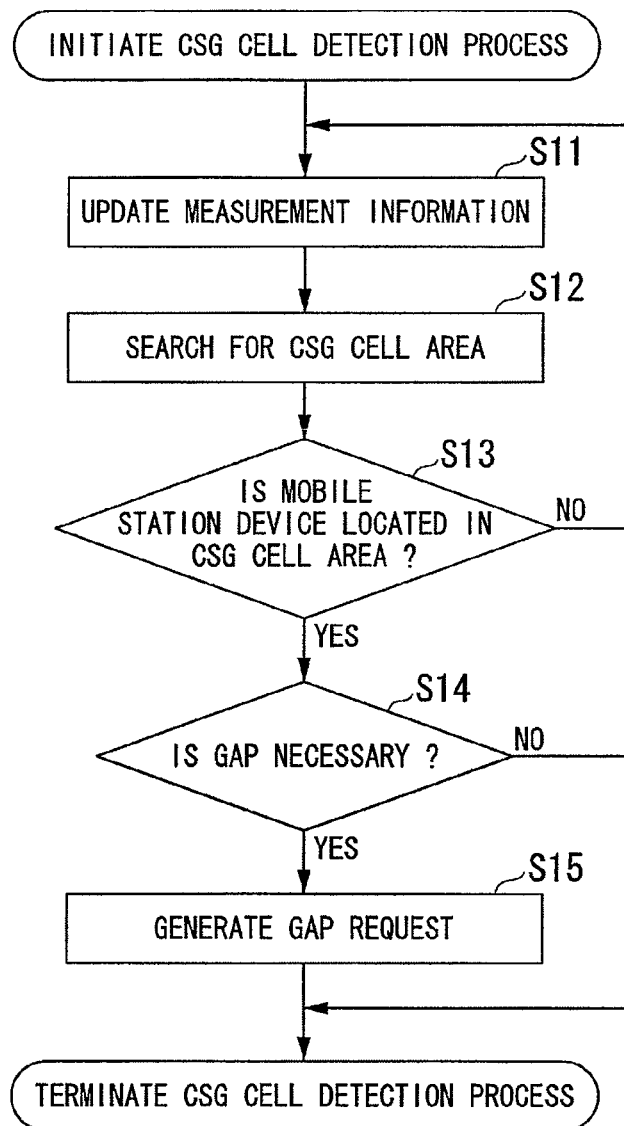 INITIATE CSG CELL DETECTION PROCESS
S11
UPDATE MEASUREMENT INFORMATION
S12
SEARCH FOR CSG CELL AREA
S13
IS MOBILE
STATION DEVICE LOCATED IN
CSG CELL AREA ?
NO
YES
S14
IS GAP NECESSARY ?
NO
YES
S15
GENERATE GAP REQUEST
TERMINATE CSG CELL DETECTION PROCESS